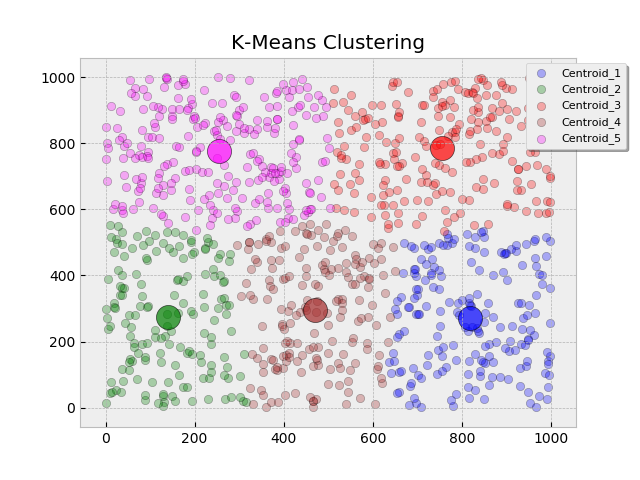 K-Means Clustering
1000
800
600
400
200
0
0 200 400 600 800 1000
Centroid_1
Centroid_2
Centroid_3
Centroid_4
Centroid_5